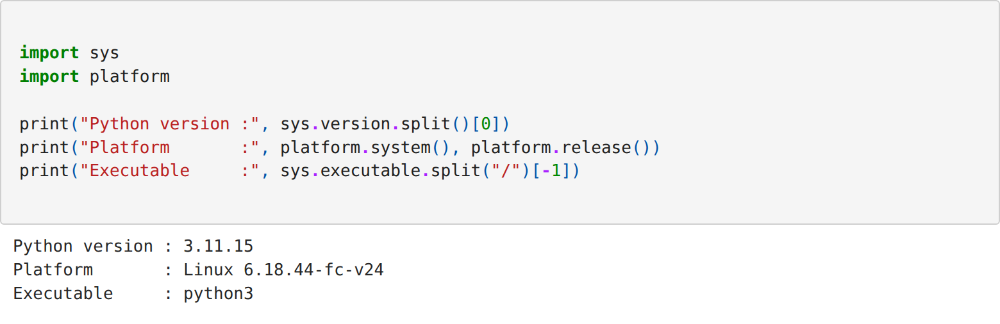 import sys
import platform

print("Python version :", sys.version.split()[0])
print("Platform       :", platform.system(), platform.release())
print("Executable     :", sys.executable.split("/")[-1])

Python version : 3.11.15
Platform       : Linux 6.18.44-fc-v24
Executable     : python3